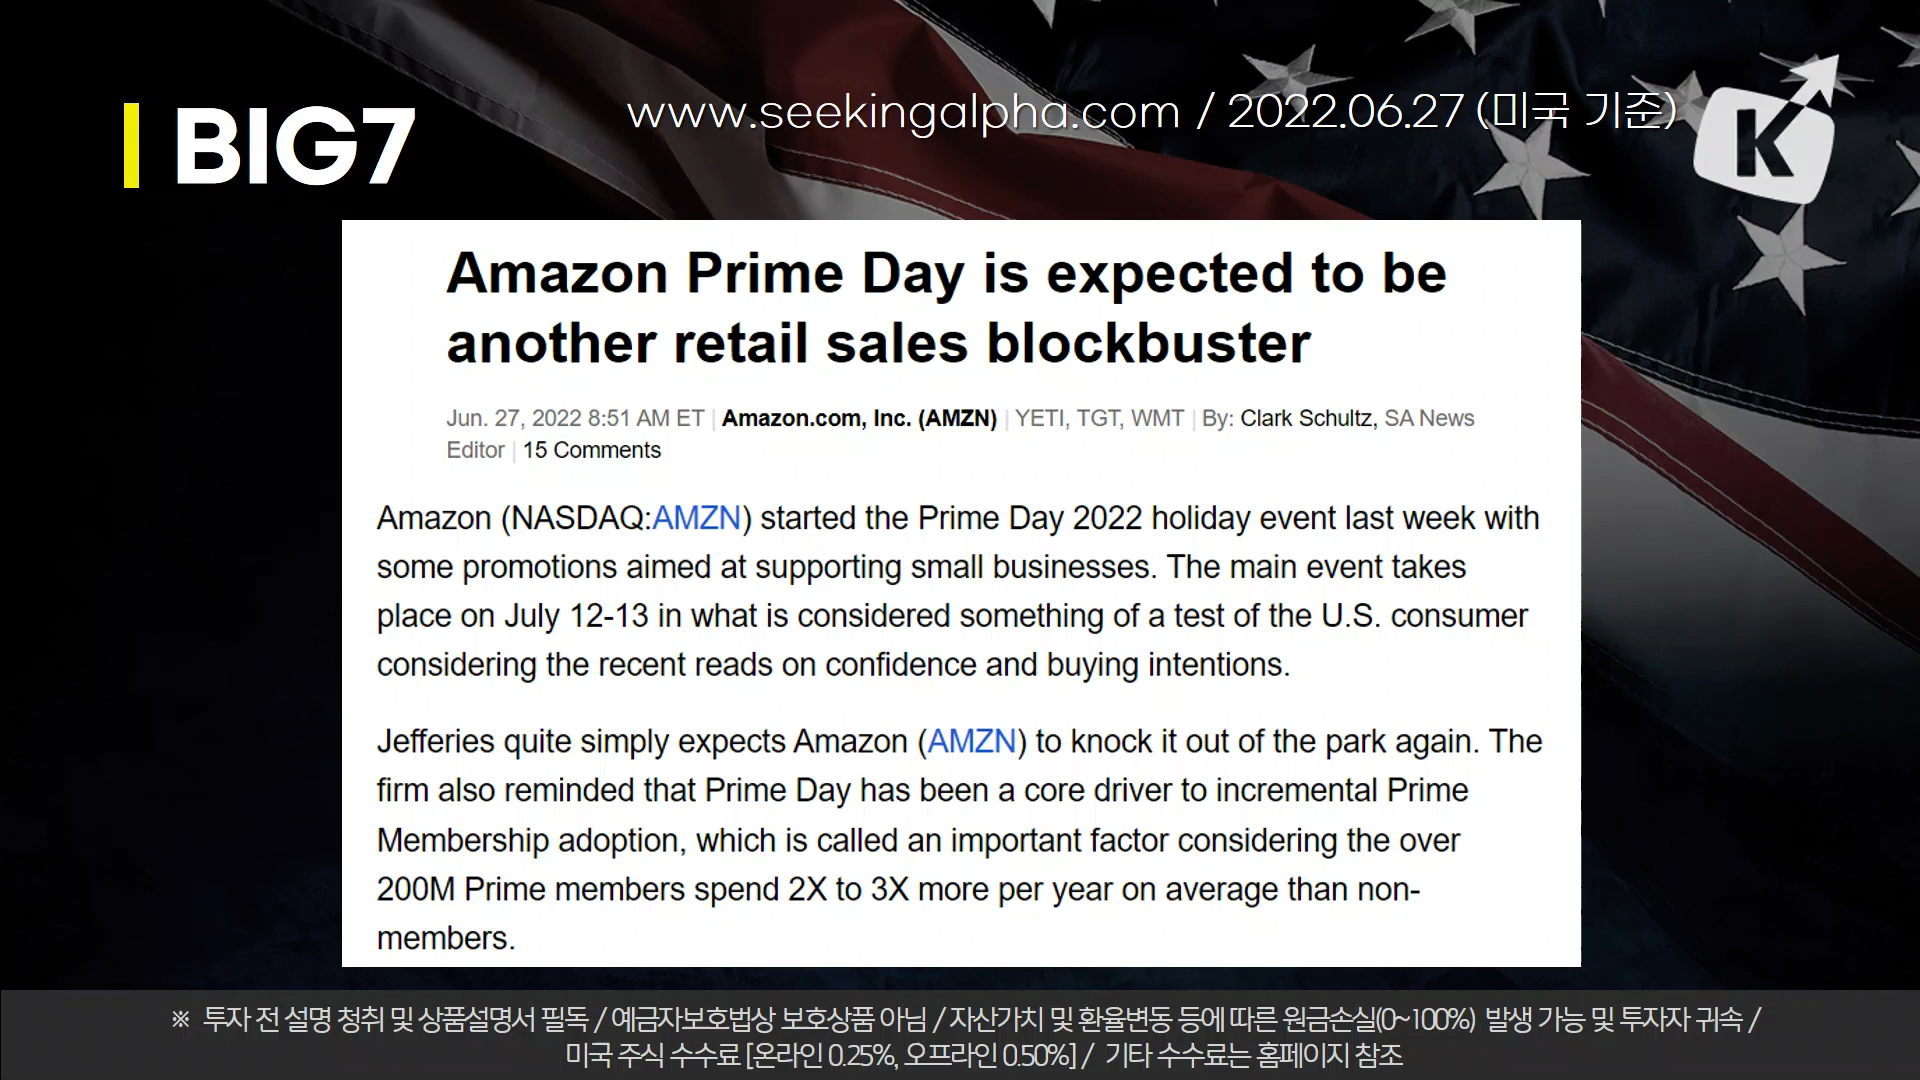 BIG7
www.seekingalpha.com / 2022.06.27 (미국 기준)
K
Amazon Prime Day is expected to be
another retail sales blockbuster
Jun. 27, 2022 8:51 AM ET | Amazon.com, Inc. (AMZN) | YETI, TGT, WMT | By: Clark Schultz, SA News
Editor | 15 Comments
Amazon (NASDAQ:AMZN) started the Prime Day 2022 holiday event last week with
some promotions aimed at supporting small businesses. The main event takes
place on July 12-13 in what is considered something of a test of the U.S. consumer
considering the recent reads on confidence and buying intentions.
Jefferies quite simply expects Amazon (AMZN) to knock it out of the park again. The
firm also reminded that Prime Day has been a core driver to incremental Prime
Membership adoption, which is called an important factor considering the over
200M Prime members spend 2X to 3X more per year on average than non-
members.
※ 투자 전 설명 청취 및 상품설명서 필독 / 예금자보호법상 보호상품 아님 / 자산가치 및 환율변동 등에 따른 원금손실(0~100%) 발생 가능 및 투자자 귀속 /
미국 주식 수수료 [온라인 0.25%, 오프라인 0.50%] / 기타 수수료는 홈페이지 참조